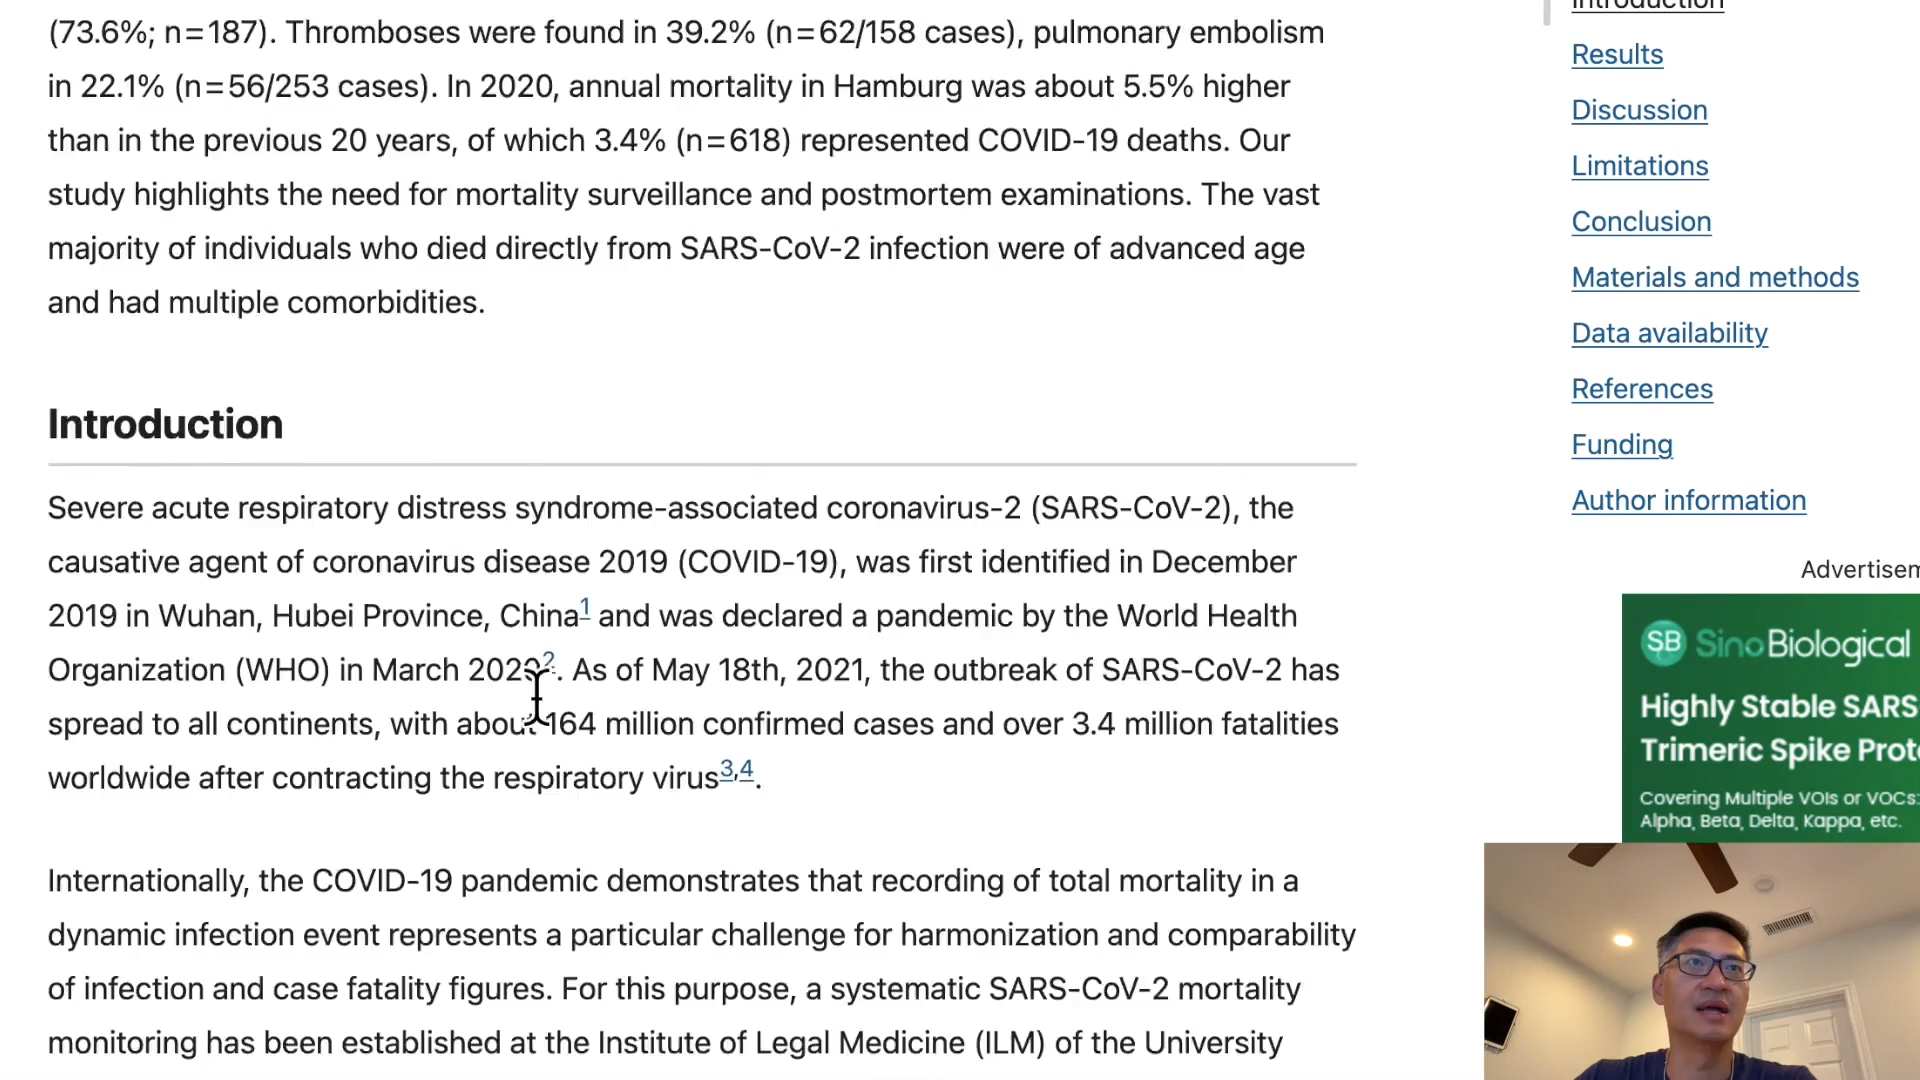 (73.6%; n=187). Thromboses were found in 39.2% (n=62/158 cases), pulmonary embolism
in 22.1% (n=56/253 cases). In 2020, annual mortality in Hamburg was about 5.5% higher
than in the previous 20 years, of which 3.4% (n=618) represented COVID-19 deaths. Our
study highlights the need for mortality surveillance and postmortem examinations. The vast
majority of individuals who died directly from SARS-CoV-2 infection were of advanced age
and had multiple comorbidities.
Introduction
Severe acute respiratory distress syndrome-associated coronavirus-2 (SARS-CoV-2), the
causative agent of coronavirus disease 2019 (COVID-19), was first identified in December
2019 in Wuhan, Hubei Province, China1 and was declared a pandemic by the World Health
Organization (WHO) in March 20202. As of May 18th, 2021, the outbreak of SARS-CoV-2 has
spread to all continents, with about 164 million confirmed cases and over 3.4 million fatalities
worldwide after contracting the respiratory virus3,4.
Internationally, the COVID-19 pandemic demonstrates that recording of total mortality in a
dynamic infection event represents a particular challenge for harmonization and comparability
of infection and case fatality figures. For this purpose, a systematic SARS-CoV-2 mortality
monitoring has been established at the Institute of Legal Medicine (ILM) of the University
Introduction
Results
Discussion
Limitations
Conclusion
Materials and methods
Data availability
References
Funding
Author information
Advertisem
SB SinoBiological
Highly Stable SARS
Trimeric Spike Prot
Covering Multiple VOIs or VOCs:
Alpha, Beta, Delta, Kappa, etc.